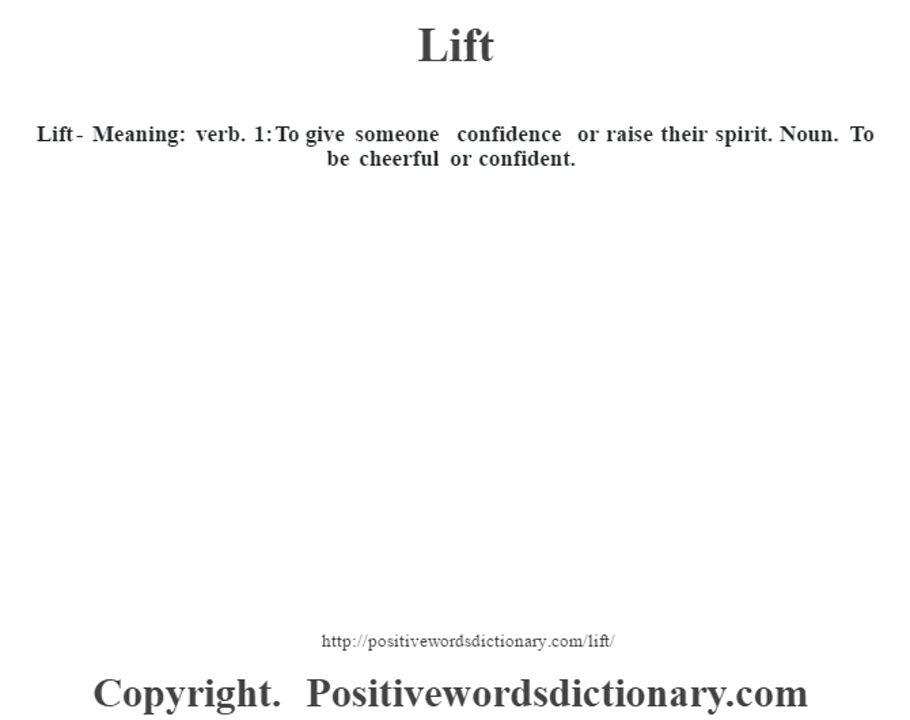 Lift
Lift- Meaning: verb. 1:To give someone confidence or raise their spirit. Noun. To
be cheerful or confident.
http://positivewordsdictionary.com/lift/
Copyright. Positivewordsdictionary.com